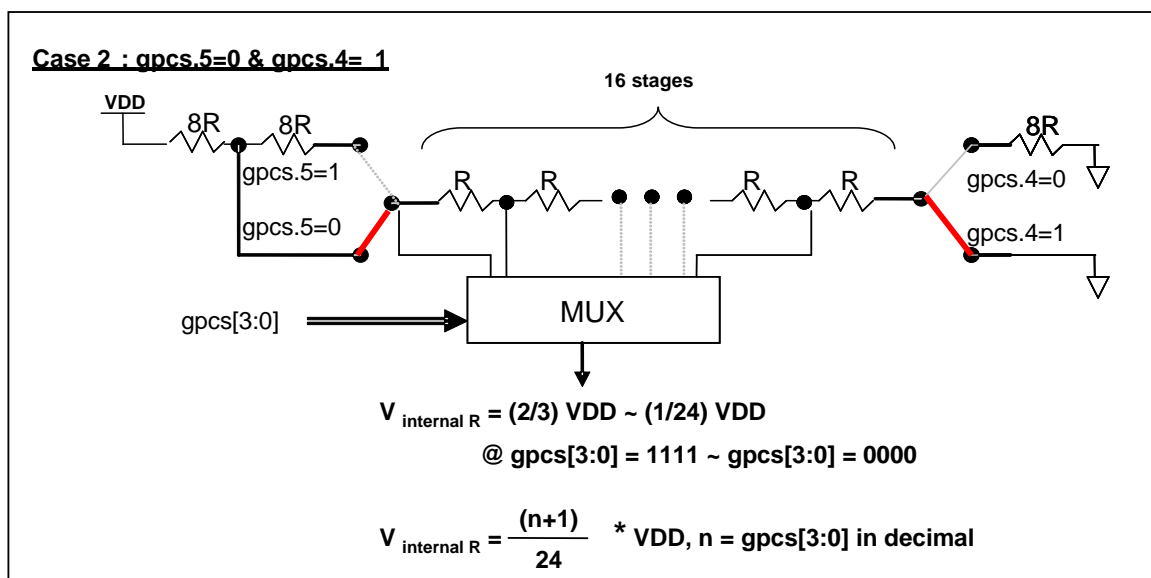 Case 2 : gpcs.5=0 & gpcs.4= 1
16 stages
VDD
8R
8R
8R
gpcs.5=1
gpcs.4=0
R
R
R
R
gpcs.5=0
gpcs.4=1
MUX
gpcs[3:0]
V internal R = (2/3) VDD ~ (1/24) VDD
@ gpcs[3:0] = 1111 ~ gpcs[3:0] = 0000
(n+1)
V internal R = * VDD, n = gpcs[3:0] in decimal
24